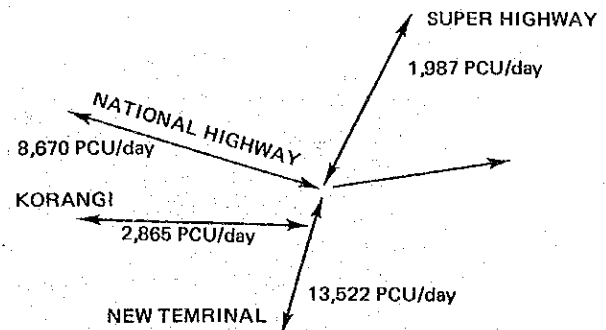 SUPER HIGHWAY
1,987 PCU/day
NATIONAL HIGHWAY
8,670 PCU/day
KORANGI
2,865 PCU/day
13,522 PCU/day
NEW TEMRINAL